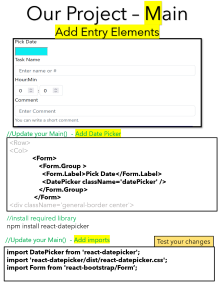 Our Project – Main
Add Entry Elements
Pick Date
Task Name
Enter name or #
Hour:Min
0 : 0
Comment
Enter Comment
You can write a short comment.
//Update your Main() - Add Date Picker
<Row>
<Col>
<Form>
<Form.Group >
<Form.Label>Pick Date</Form.Label>
<DatePicker className='datepicker' />
</Form.Group>
</Form>
<div className='general-border center'>
//Install required library
npm install react-datepicker
//Update your Main() - Add imports
Test your changes
import DatePicker from 'react-datepicker';
import 'react-datepicker/dist/react-datepicker.css';
import Form from 'react-bootstrap/Form';